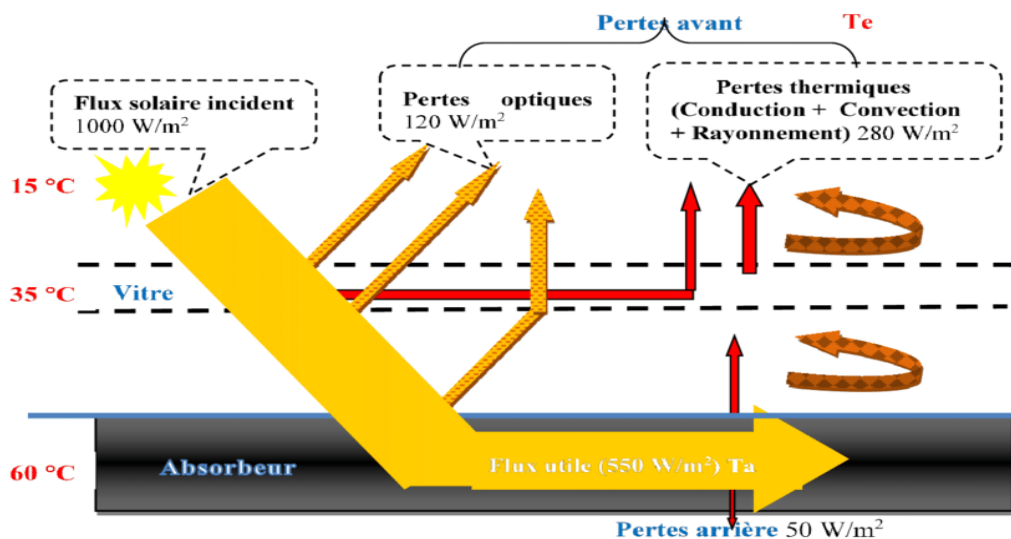 Pertes avant
Te
Flux solaire incident
1000 W/m²
Pertes optiques
120 W/m²
Pertes thermiques
(Conduction + Convection
+ Rayonnement) 280 W/m²
15 °C
35 °C
Vitre
60 °C
Absorbeur
Flux utile (550 W/m²) Ta
Pertes arrière 50 W/m²